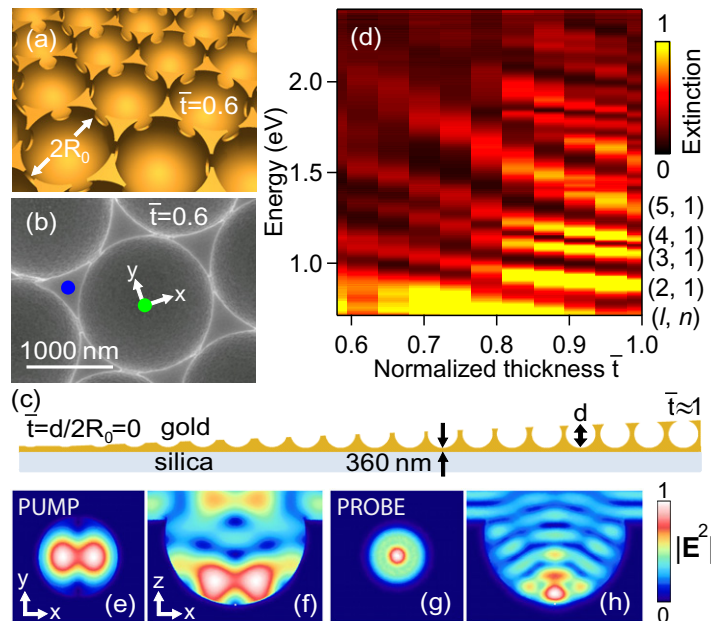 (a)
t̄=0.6
2R₀
(b)
t̄=0.6
y
x
1000 nm
(d)
2.0
1.5
1.0
Energy (eV)
0.6
0.7
0.8
0.9
1.0
Normalized thickness t̄
1
0
Extinction
(5, 1)
(4, 1)
(3, 1)
(2, 1)
(l, n)
(c)
t̄=d/2R₀=0
gold
silica
360 nm
d
t̄≈1
PUMP
y
x
(e)
z
x
(f)
PROBE
(g)
(h)
1
0
|E²|